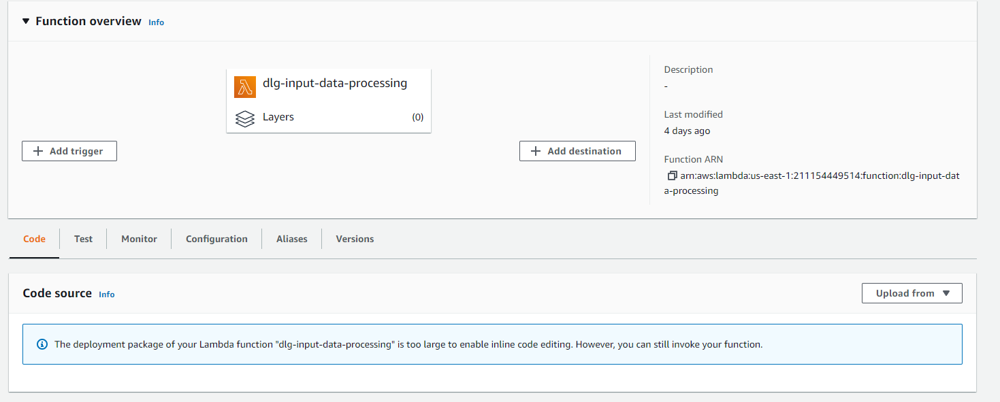 Function overview Info
dlg-input-data-processing
Layers (0)
Add trigger
Add destination
Description
-
Last modified
4 days ago
Function ARN
arn:aws:lambda:us-east-1:211154449514:function:dlg-input-dat
a-processing
Code Test Monitor Configuration Aliases Versions
Code source Info
Upload from
The deployment package of your Lambda function "dlg-input-data-processing" is too large to enable inline code editing. However, you can still invoke your function.